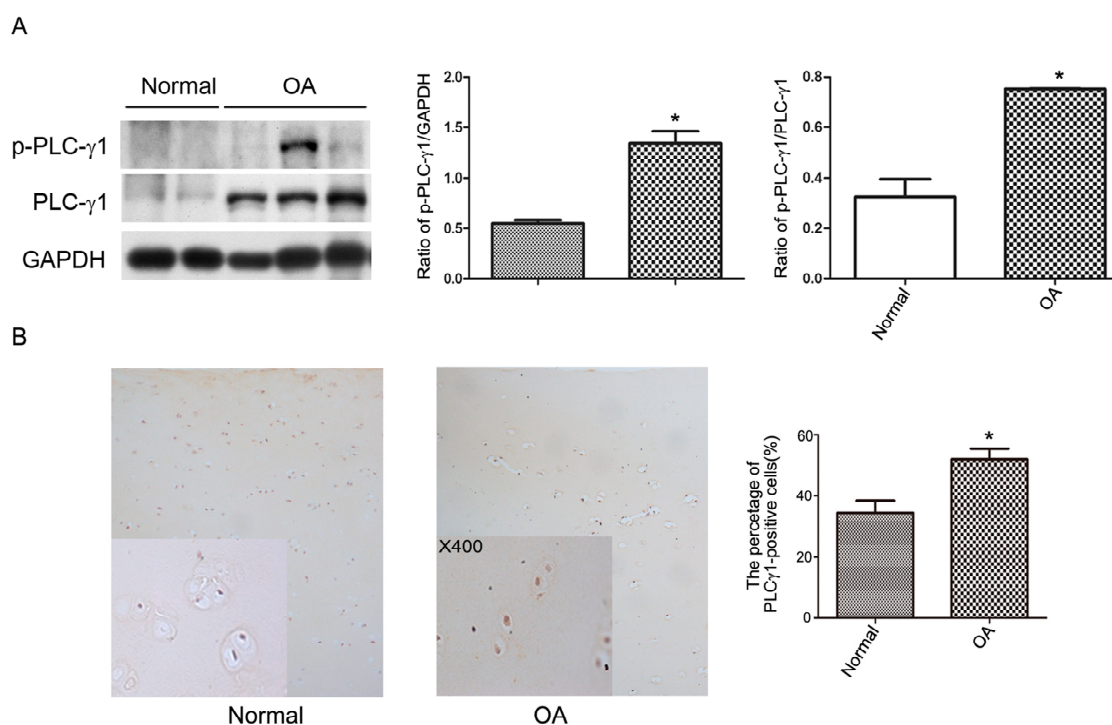 A
Normal OA
p-PLC-γ1
PLC-γ1
GAPDH
Ratio of p-PLC-γ1/GAPDH
2.0
1.5
1.0
0.5
0.0
*
Ratio of p-PLC-γ1/PLC-γ1
0.8
0.6
0.4
0.2
0.0
*
Normal
OA
B
X400
Normal
OA
The percetage of
PLCγ1-positive cells(%)
60
40
20
0
*
Normal
OA